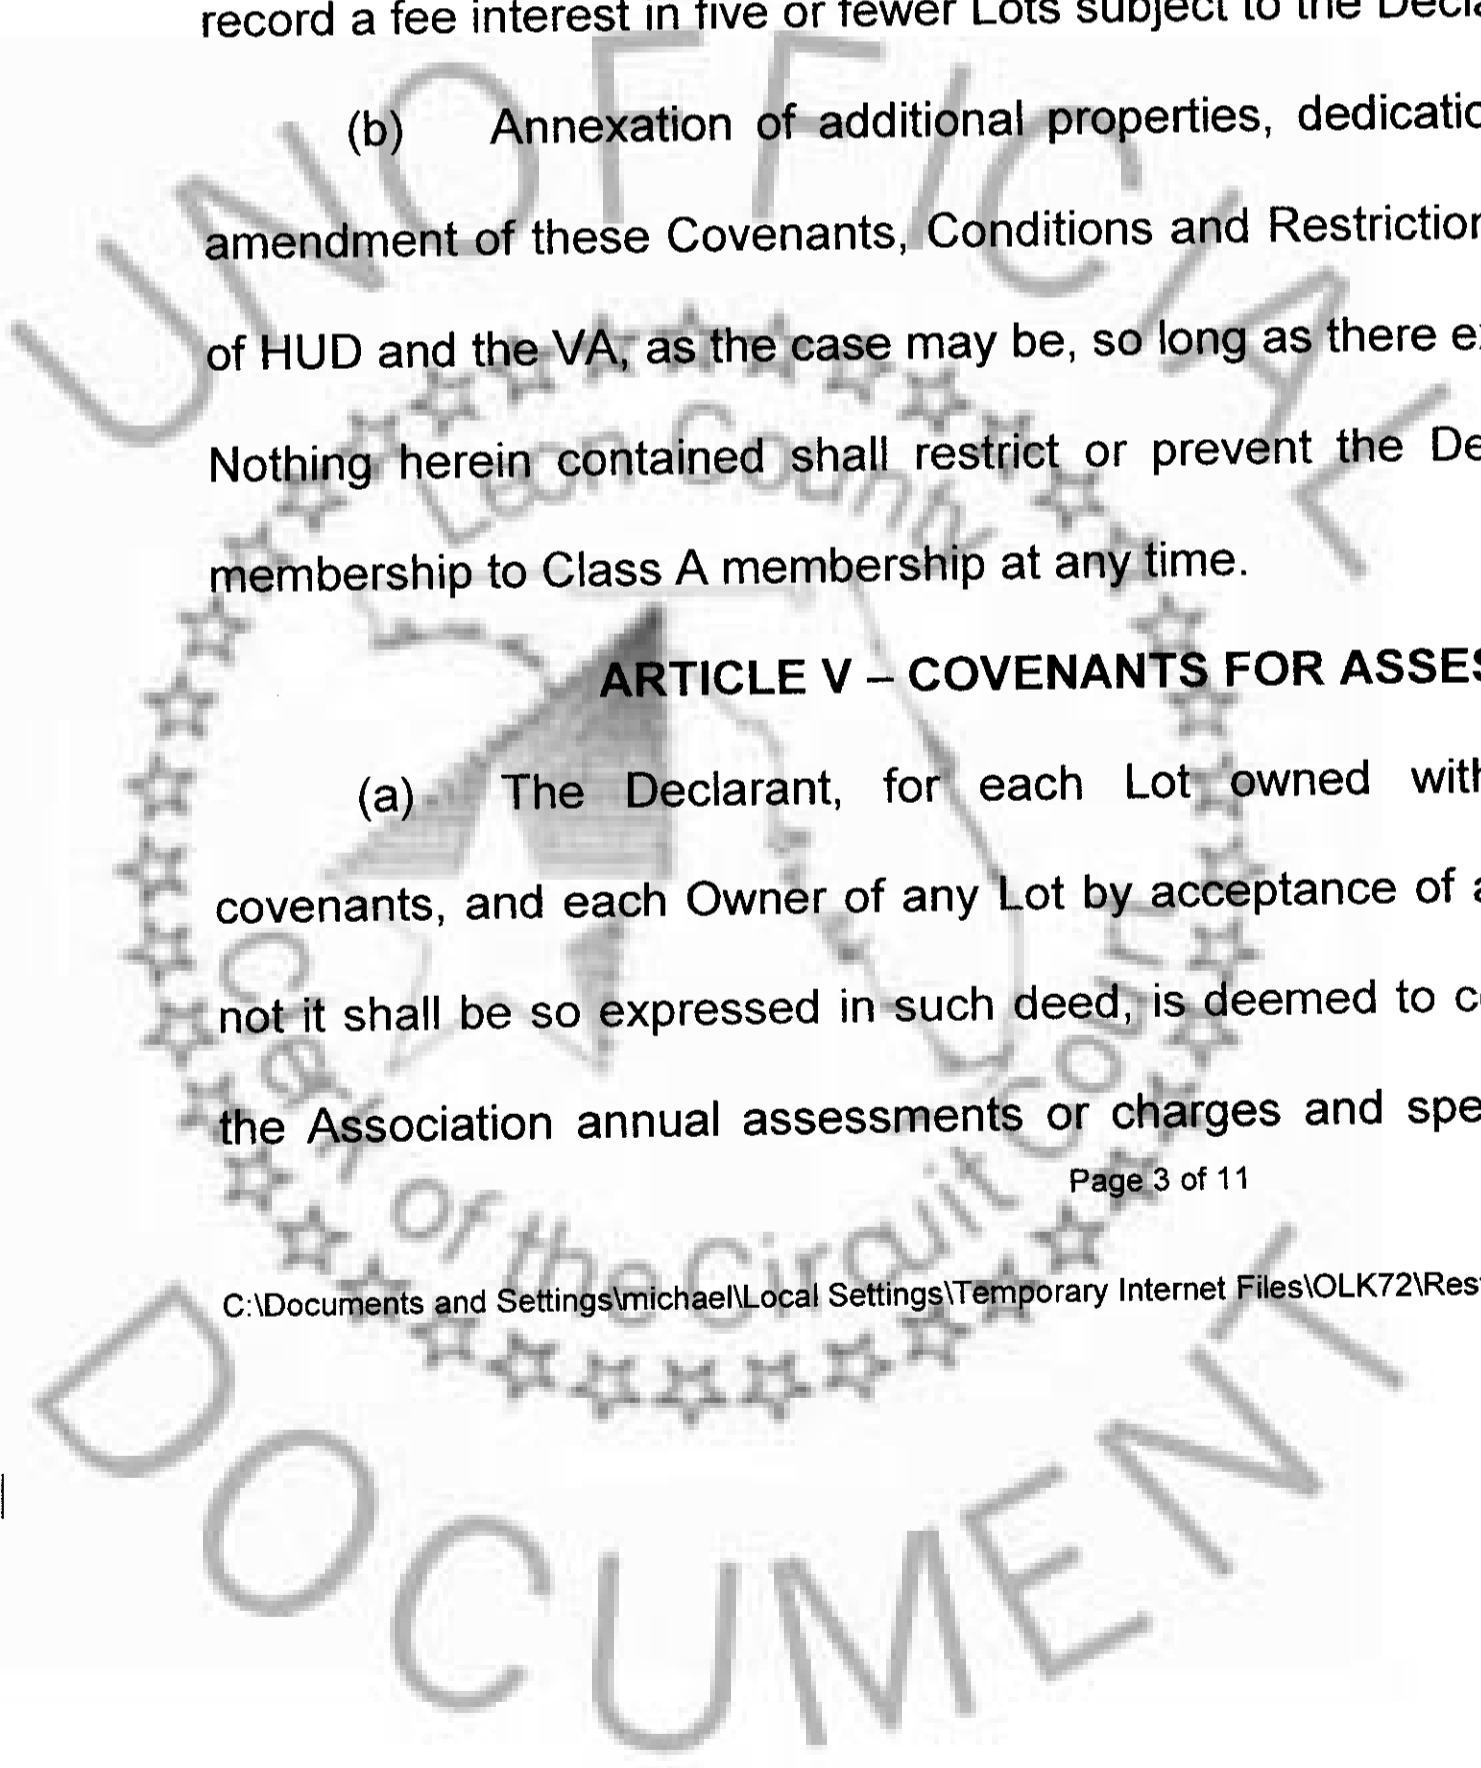 record a fee interest in five or fewer Lots subject to the
(b) Annexation of additional properties,
amendment of these Covenants, Conditions and
of HUD and the VA, as the case may be, so long as there
Nothing herein contained shall restrict or prevent the
membership to Class A membership at any time.
ARTICLE V – COVENANTS FOR
(a) The Declarant, for each Lot owned
covenants, and each Owner of any Lot by acceptance of
not it shall be so expressed in such deed, is deemed to
the Association annual assessments or charges and
Page 3 of 11
C:\Documents and Settings\michael\Local Settings\Temporary Internet Files\OLK72\Res
UNOFFICIAL
Leon County
Clerk of the Circuit Court
DOCUMENT